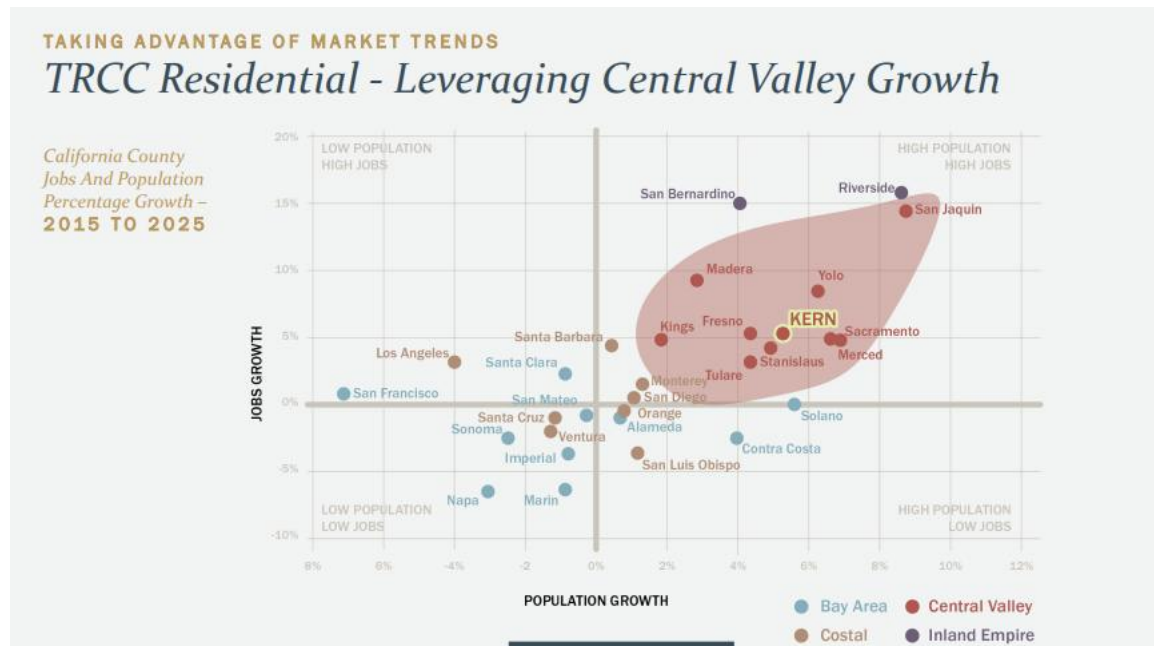 TAKING ADVANTAGE OF MARKET TRENDS
TRCC Residential - Leveraging Central Valley Growth
California County
Jobs And Population
Percentage Growth –
2015 TO 2025
20%
15%
10%
5%
0%
-5%
-10%
JOBS GROWTH
LOW POPULATION
HIGH JOBS
HIGH POPULATION
HIGH JOBS
San Bernardino
Riverside
San Jaquin
Madera
Yolo
Kings
Fresno
KERN
Sacramento
Merced
Stanislaus
Tulare
Santa Barbara
Los Angeles
Santa Clara
San Francisco
Monterey
San Diego
San Mateo
Orange
Santa Cruz
Alameda
Solano
Sonoma
Ventura
Contra Costa
Imperial
San Luis Obispo
Napa
Marin
LOW POPULATION
LOW JOBS
HIGH POPULATION
LOW JOBS
8%
6%
-4%
-2
0%
2%
4%
6%
8%
10%
12%
POPULATION GROWTH
Bay Area
Central Valley
Costal
Inland Empire